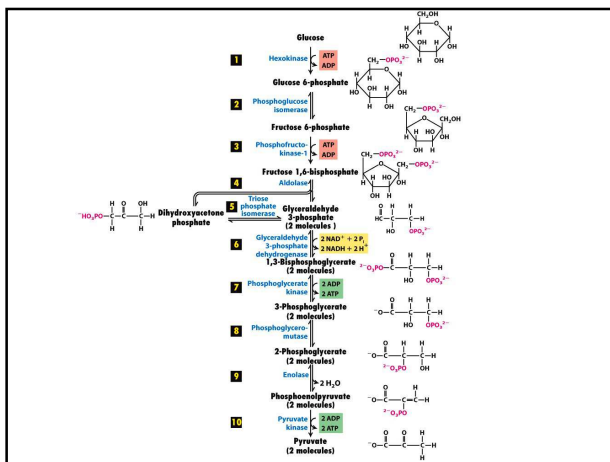 Glucose
1
Hexokinase
ATP
ADP
Glucose 6-phosphate
2
Phosphoglucose
isomerase
Fructose 6-phosphate
3
Phosphofructo-
kinase-1
ATP
ADP
Fructose 1,6-bisphosphate
4
Aldolase
5
Triose
phosphate
isomerase
Dihydroxyacetone
phosphate
Glyceraldehyde
3-phosphate
(2 molecules )
6
Glyceraldehyde
3-phosphate
dehydrogenase
2 NAD⁺ + 2 Pᵢ
2 NADH + 2 H⁺
1,3-Bisphosphoglycerate
(2 molecules)
7
Phosphoglycerate
kinase
2 ADP
2 ATP
3-Phosphoglycerate
(2 molecules)
8
Phosphoglycero-
mutase
2-Phosphoglycerate
(2 molecules)
9
Enolase
2 H₂O
Phosphoenolpyruvate
(2 molecules)
10
Pyruvate
kinase
2 ADP
2 ATP
Pyruvate
(2 molecules)